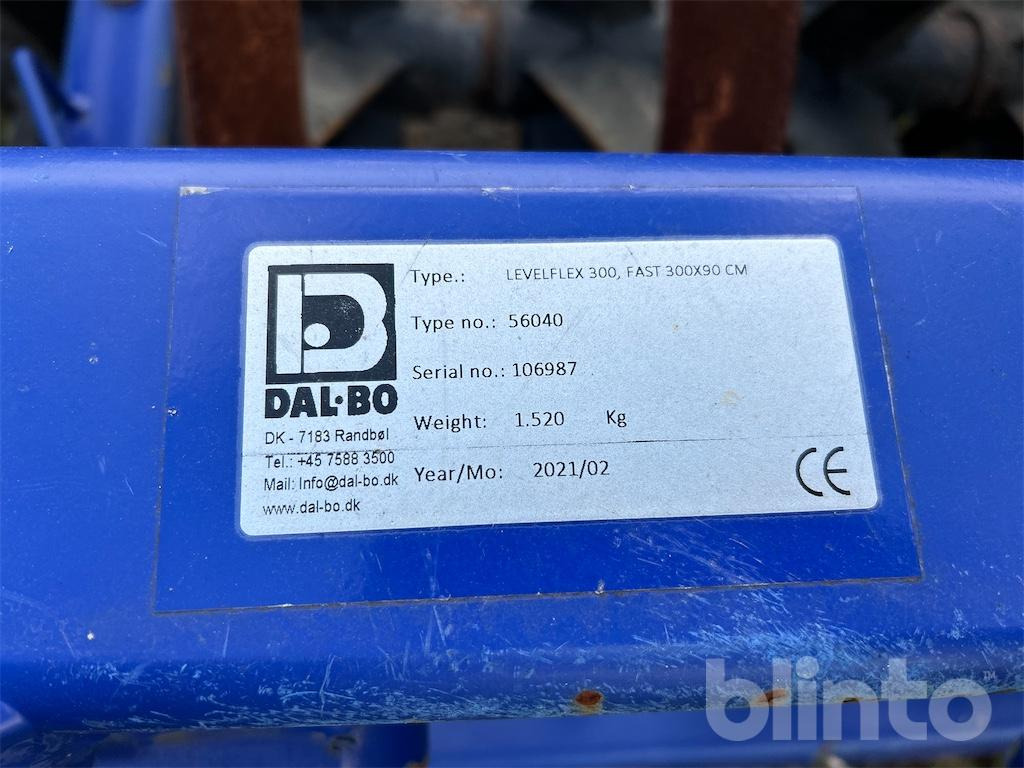 Type.: LEVELFLEX 300, FAST 300X90 CM
Type no.: 56040
Serial no.: 106987
Weight: 1.520 Kg
Year/Mo: 2021/02
CE
DAL·BO
DK - 7183 Randbøl
Tel.: +45 7588 3500
Mail: Info@dal-bo.dk
www.dal-bo.dk
blinto™